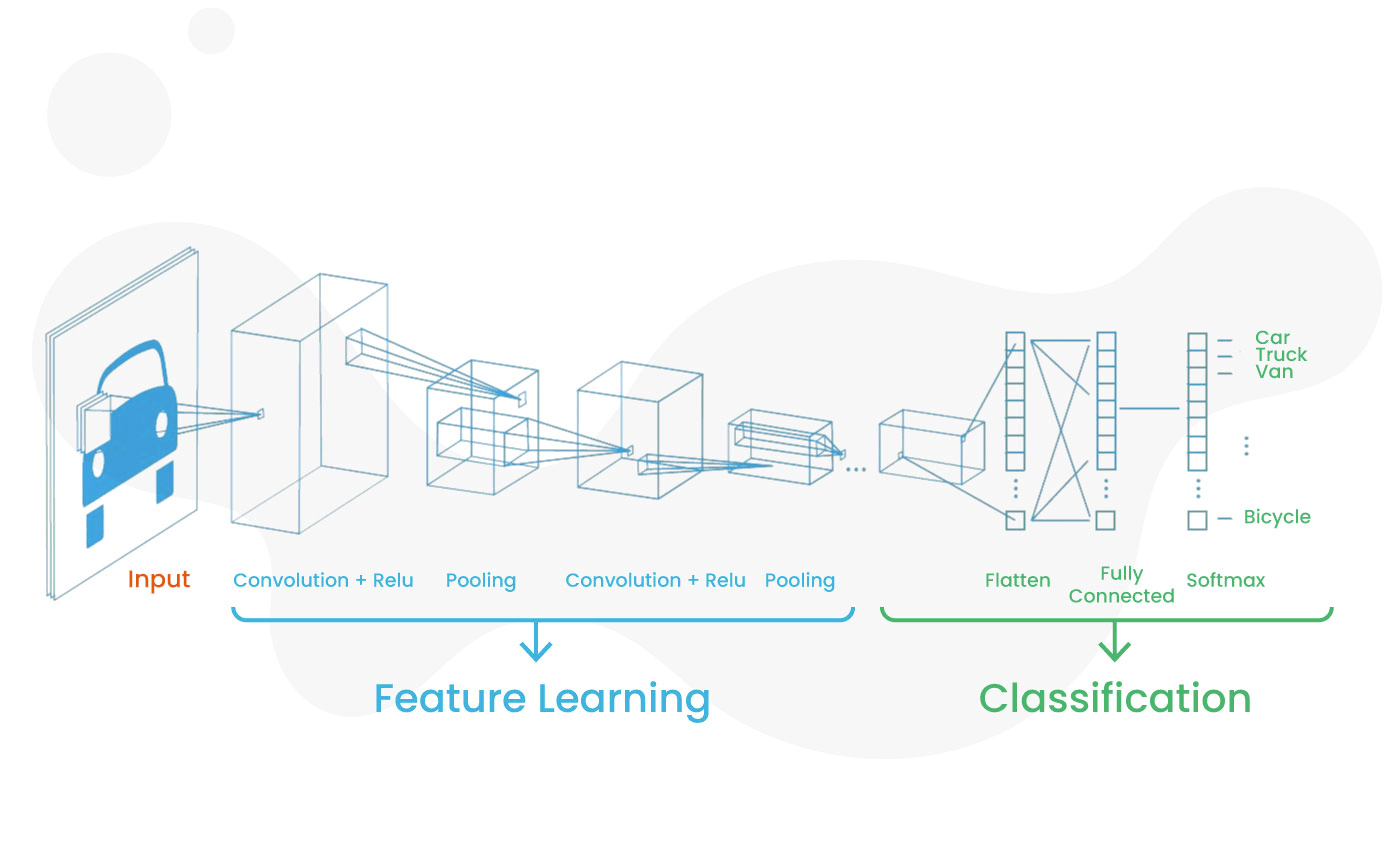 Car
Truck
Van
Bicycle
Input
Convolution + Relu
Pooling
Convolution + Relu
Pooling
Flatten
Fully
Connected
Softmax
Feature Learning
Classification